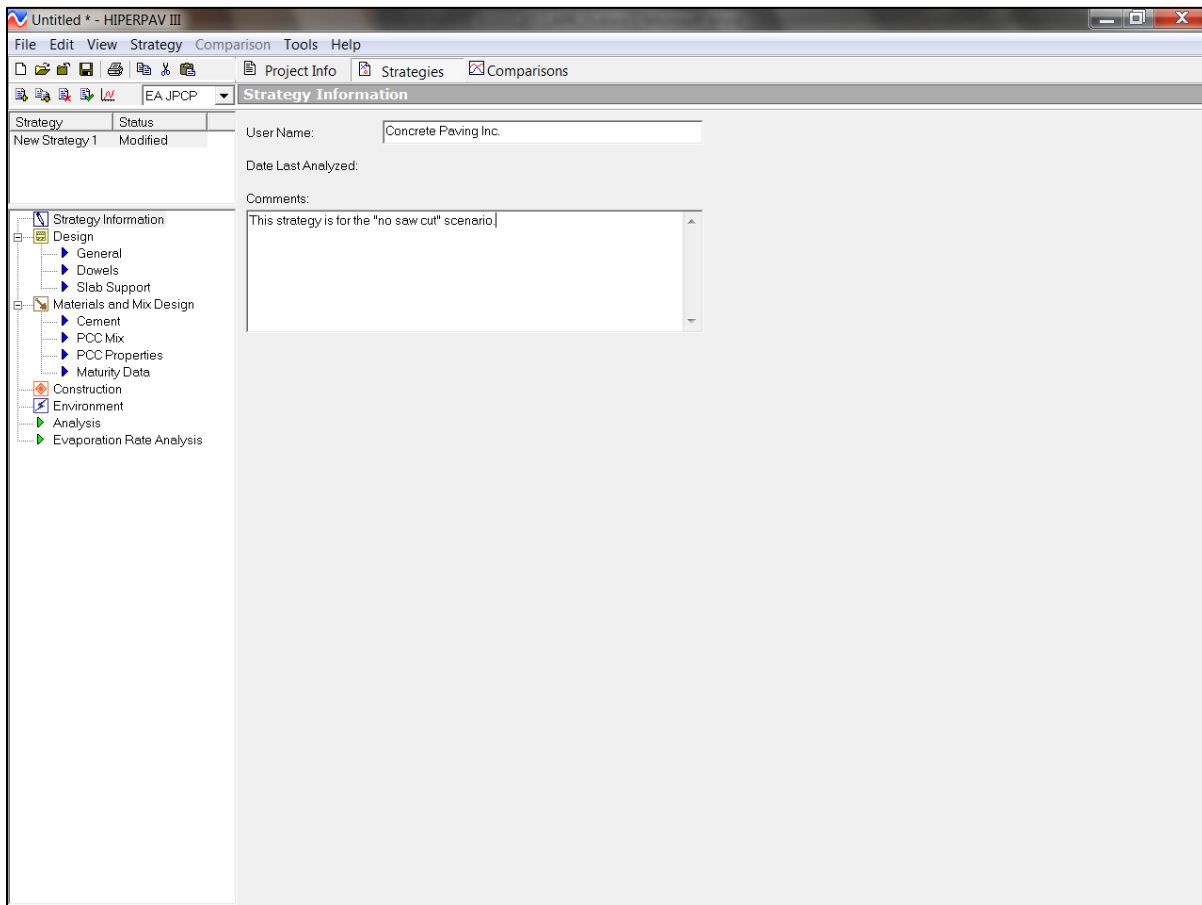 Untitled * - HIPERPAV III
File Edit View Strategy Comparison Tools Help
Project Info Strategies Comparisons
EA JPCP Strategy Information
Strategy Status
New Strategy 1 Modified
User Name: Concrete Paving Inc.
Date Last Analyzed:
Comments:
This strategy is for the "no saw cut" scenario.
Strategy Information
Design
General
Dowels
Slab Support
Materials and Mix Design
Cement
PCC Mix
PCC Properties
Maturity Data
Construction
Environment
Analysis
Evaporation Rate Analysis